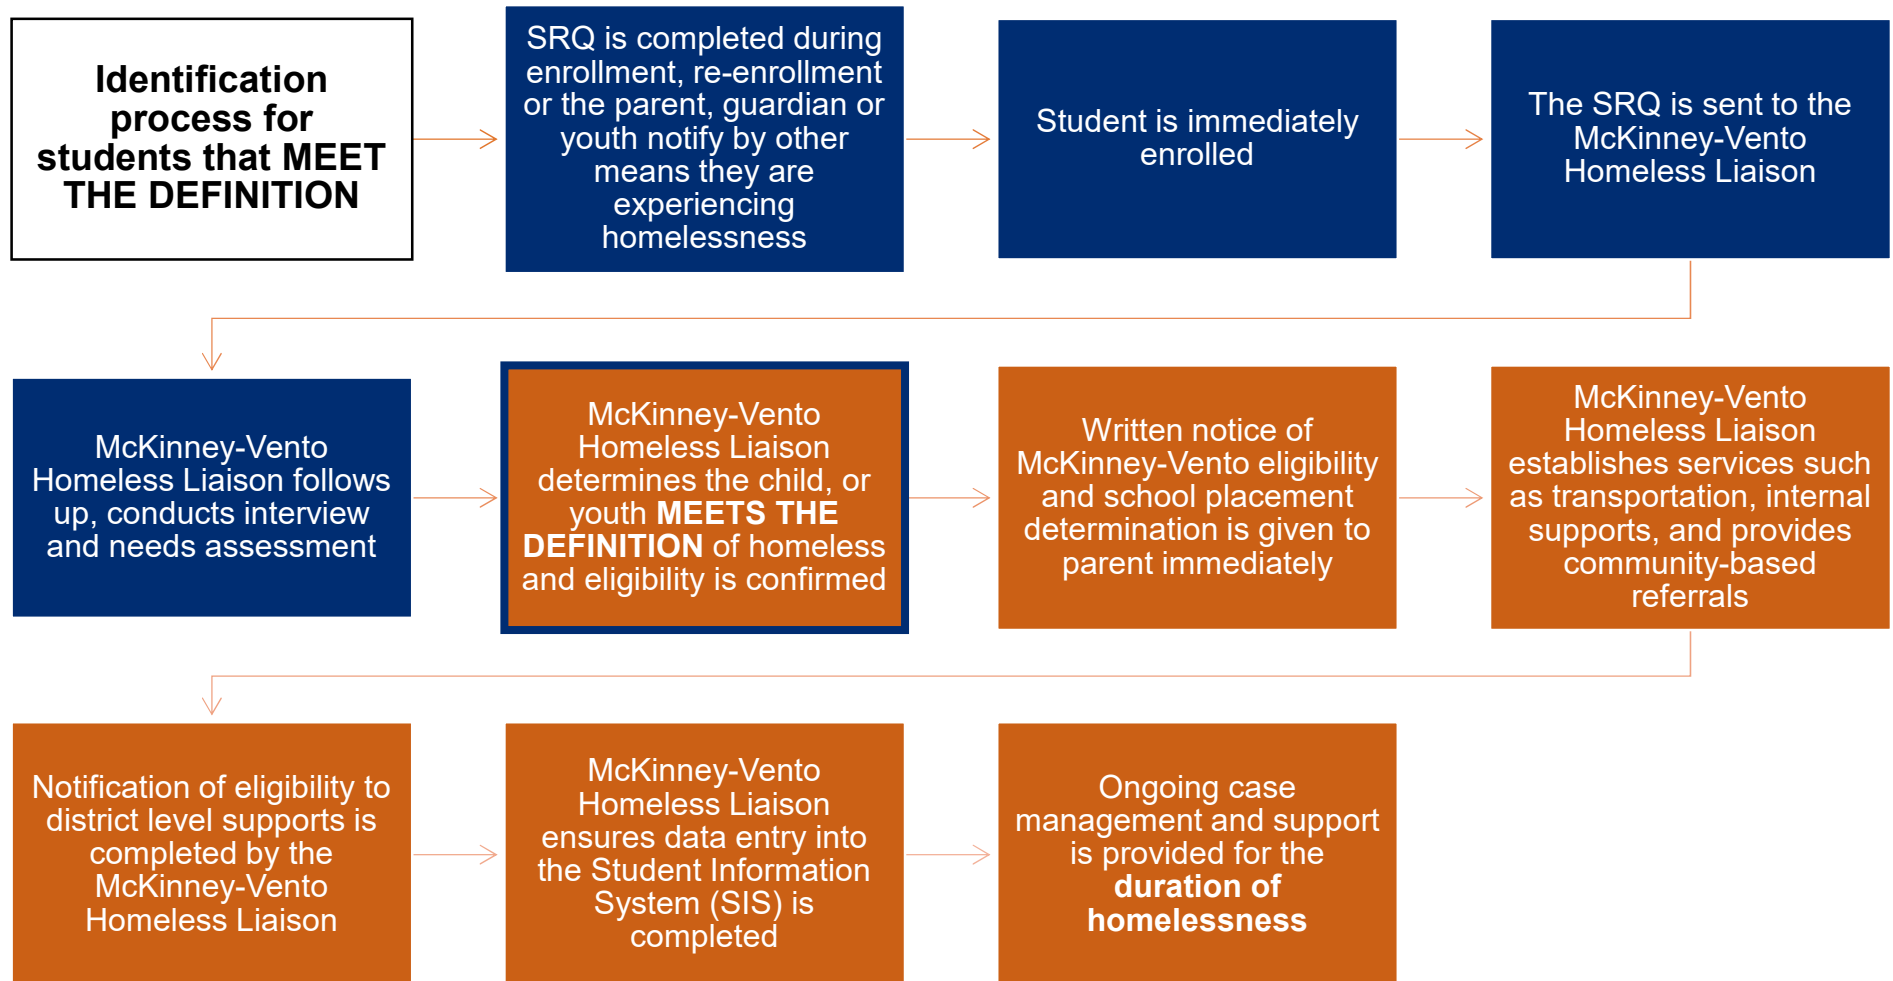 Identification
process for
students that MEET
THE DEFINITION
SRQ is completed during
enrollment, re-enrollment
or the parent, guardian or
youth notify by other
means they are
experiencing
homelessness
Student is immediately
enrolled
The SRQ is sent to the
McKinney-Vento
Homeless Liaison
McKinney-Vento
Homeless Liaison follows
up, conducts interview
and needs assessment
McKinney-Vento
Homeless Liaison
determines the child, or
youth MEETS THE
DEFINITION of homeless
and eligibility is confirmed
Written notice of
McKinney-Vento eligibility
and school placement
determination is given to
parent immediately
McKinney-Vento
Homeless Liaison
establishes services such
as transportation, internal
supports, and provides
community-based
referrals
Notification of eligibility to
district level supports is
completed by the
McKinney-Vento
Homeless Liaison
McKinney-Vento
Homeless Liaison
ensures data entry into
the Student Information
System (SIS) is
completed
Ongoing case
management and support
is provided for the
duration of
homelessness